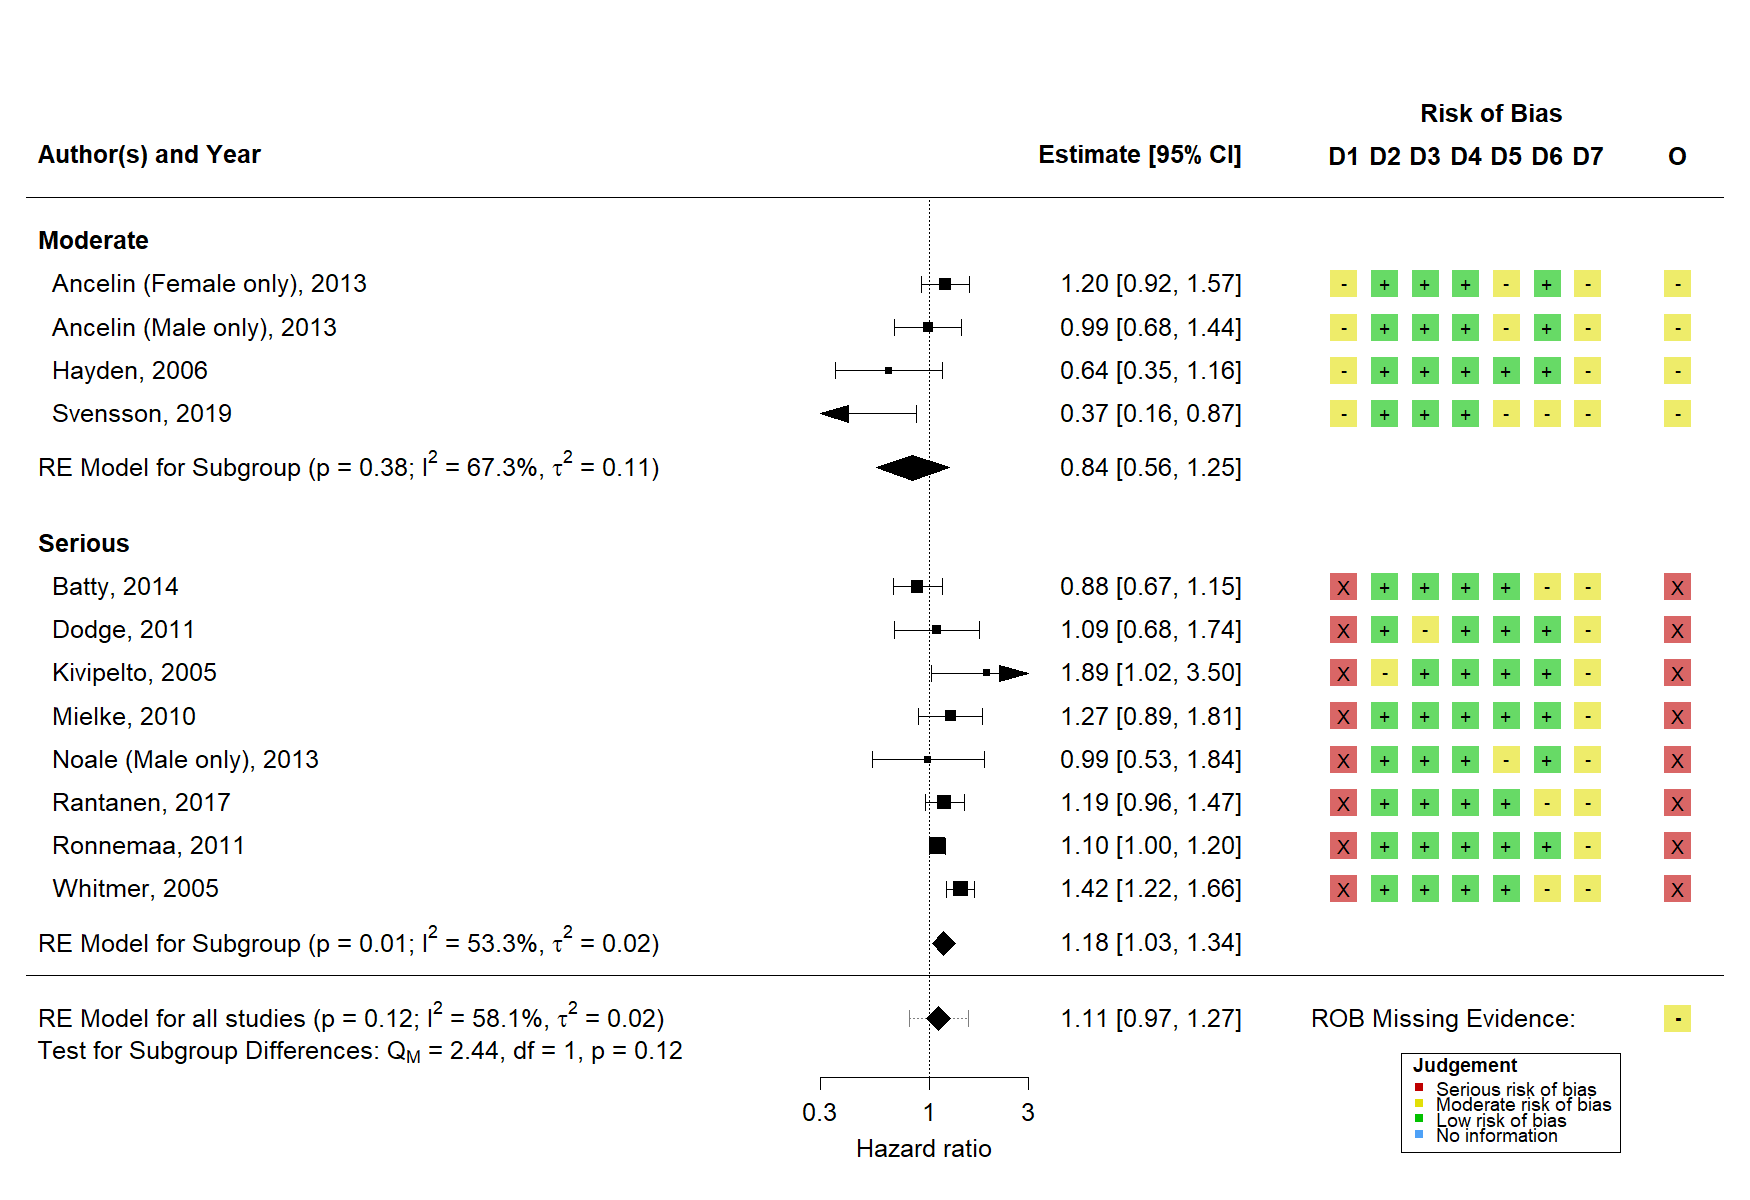 Risk of Bias
Author(s) and Year Estimate [95% CI] D1 D2 D3 D4 D5 D6 D7 O
Moderate
Ancelin (Female only), 2013 1.20 [0.92, 1.57] - + + + - + - -
Ancelin (Male only), 2013 0.99 [0.68, 1.44] - + + + - + - -
Hayden, 2006 0.64 [0.35, 1.16] - + + + + + - -
Svensson, 2019 0.37 [0.16, 0.87] - + + + - - - -
RE Model for Subgroup (p = 0.38; I² = 67.3%, τ² = 0.11) 0.84 [0.56, 1.25]
Serious
Batty, 2014 0.88 [0.67, 1.15] X + + + + - - X
Dodge, 2011 1.09 [0.68, 1.74] X + - + + + - X
Kivipelto, 2005 1.89 [1.02, 3.50] X - + + + + - X
Mielke, 2010 1.27 [0.89, 1.81] X + + + + + - X
Noale (Male only), 2013 0.99 [0.53, 1.84] X + + + - + - X
Rantanen, 2017 1.19 [0.96, 1.47] X + + + + - - X
Ronnemaa, 2011 1.10 [1.00, 1.20] X + + + + + - X
Whitmer, 2005 1.42 [1.22, 1.66] X + + + + - - X
RE Model for Subgroup (p = 0.01; I² = 53.3%, τ² = 0.02) 1.18 [1.03, 1.34]
RE Model for all studies (p = 0.12; I² = 58.1%, τ² = 0.02) 1.11 [0.97, 1.27] ROB Missing Evidence: -
Test for Subgroup Differences: Q_M = 2.44, df = 1, p = 0.12
0.3 1 3
Hazard ratio
Judgement
Serious risk of bias
Moderate risk of bias
Low risk of bias
No information